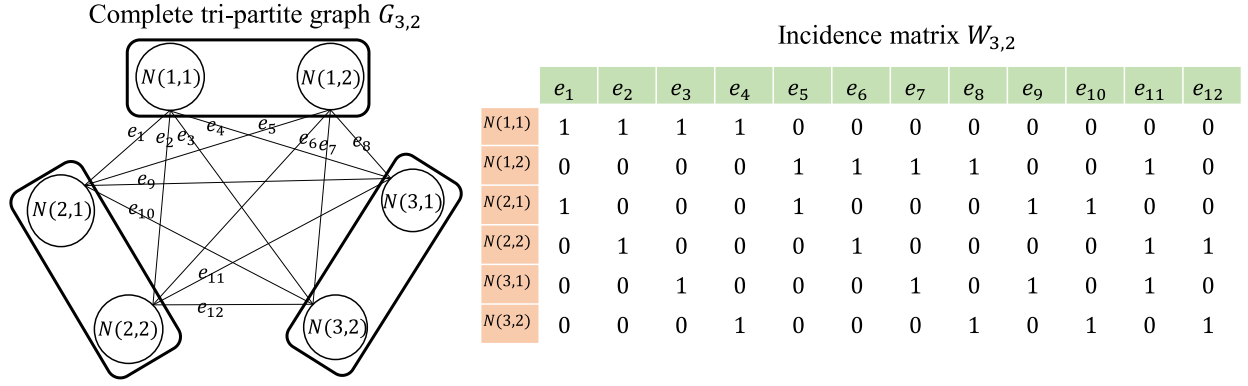 Complete tri-partite graph G₃,₂
N(1,1) N(1,2)
e₁ e₂ e₃ e₄ e₅ e₆ e₇ e₈
e₉
N(2,1) e₁₀ N(3,1)
e₁₁
e₁₂
N(2,2) N(3,2)
Incidence matrix W₃,₂
e₁ e₂ e₃ e₄ e₅ e₆ e₇ e₈ e₉ e₁₀ e₁₁ e₁₂
N(1,1) 1 1 1 1 0 0 0 0 0 0 0 0
N(1,2) 0 0 0 0 1 1 1 1 0 0 1 0
N(2,1) 1 0 0 0 1 0 0 0 1 1 0 0
N(2,2) 0 1 0 0 0 1 0 0 0 0 1 1
N(3,1) 0 0 1 0 0 0 1 0 1 0 1 0
N(3,2) 0 0 0 1 0 0 0 1 0 1 0 1